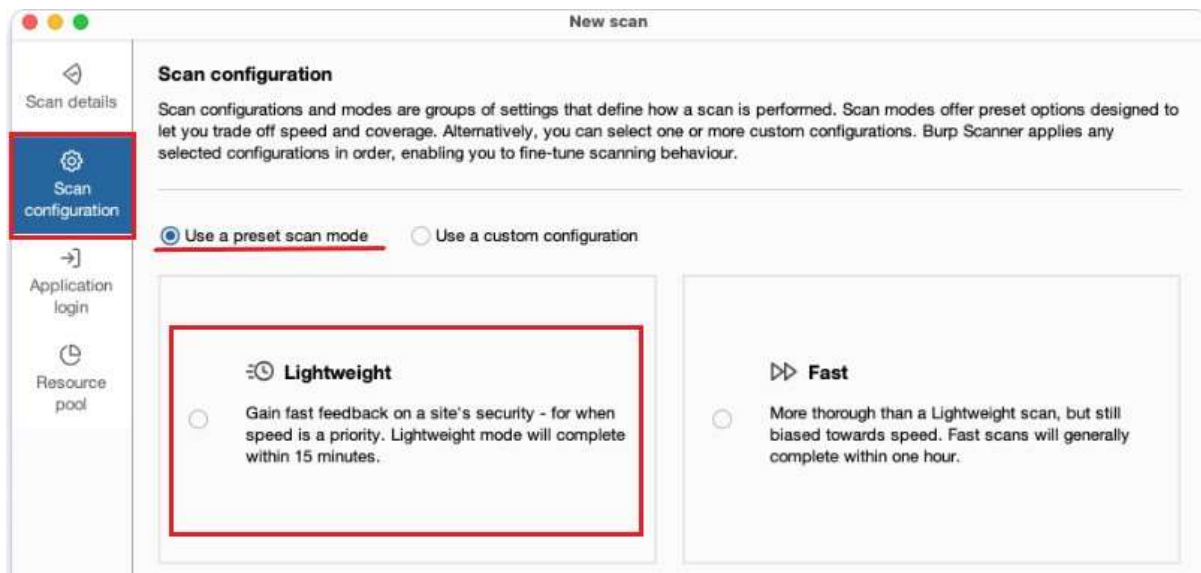 New scan
Scan details
Scan
configuration
Application
login
Resource
pool
Scan configuration
Scan configurations and modes are groups of settings that define how a scan is performed. Scan modes offer preset options designed to
let you trade off speed and coverage. Alternatively, you can select one or more custom configurations. Burp Scanner applies any
selected configurations in order, enabling you to fine-tune scanning behaviour.
Use a preset scan mode
Use a custom configuration
Lightweight
Gain fast feedback on a site's security - for when
speed is a priority. Lightweight mode will complete
within 15 minutes.
Fast
More thorough than a Lightweight scan, but still
biased towards speed. Fast scans will generally
complete within one hour.